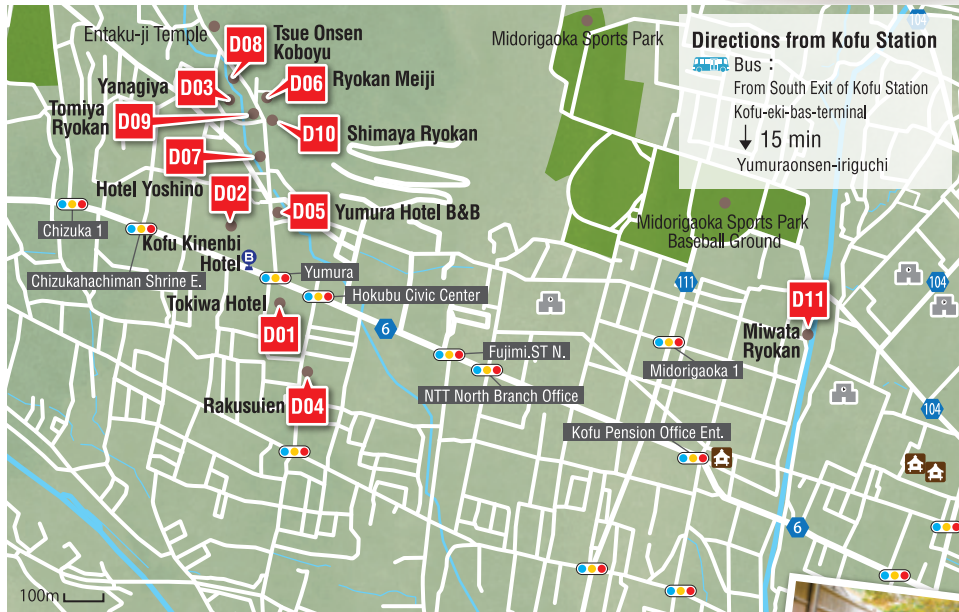 Entaku-ji Temple
D08
Tsue Onsen
Koboyu
Yanagiya
D03
D06
Ryokan Meiji
Tomiya
Ryokan
D09
D10
Shimaya Ryokan
D07
Hotel Yoshino
D02
D05
Yumura Hotel B&B
Chizuka 1
Kofu Kinenbi
Hotel
B
Chizukahachiman Shrine E.
Yumura
Hokubu Civic Center
Tokiwa Hotel
D01
6
Fujimi.ST N.
NTT North Branch Office
Rakusuien
D04
Midorigaoka Sports Park
104
Directions from Kofu Station
Bus :
From South Exit of Kofu Station
Kofu-eki-bas-terminal
↓ 15 min
Yumuraonsen-iriguchi
Midorigaoka Sports Park
Baseball Ground
111
104
D11
Miwata
Ryokan
Midorigaoka 1
104
Kofu Pension Office Ent.
6
100m